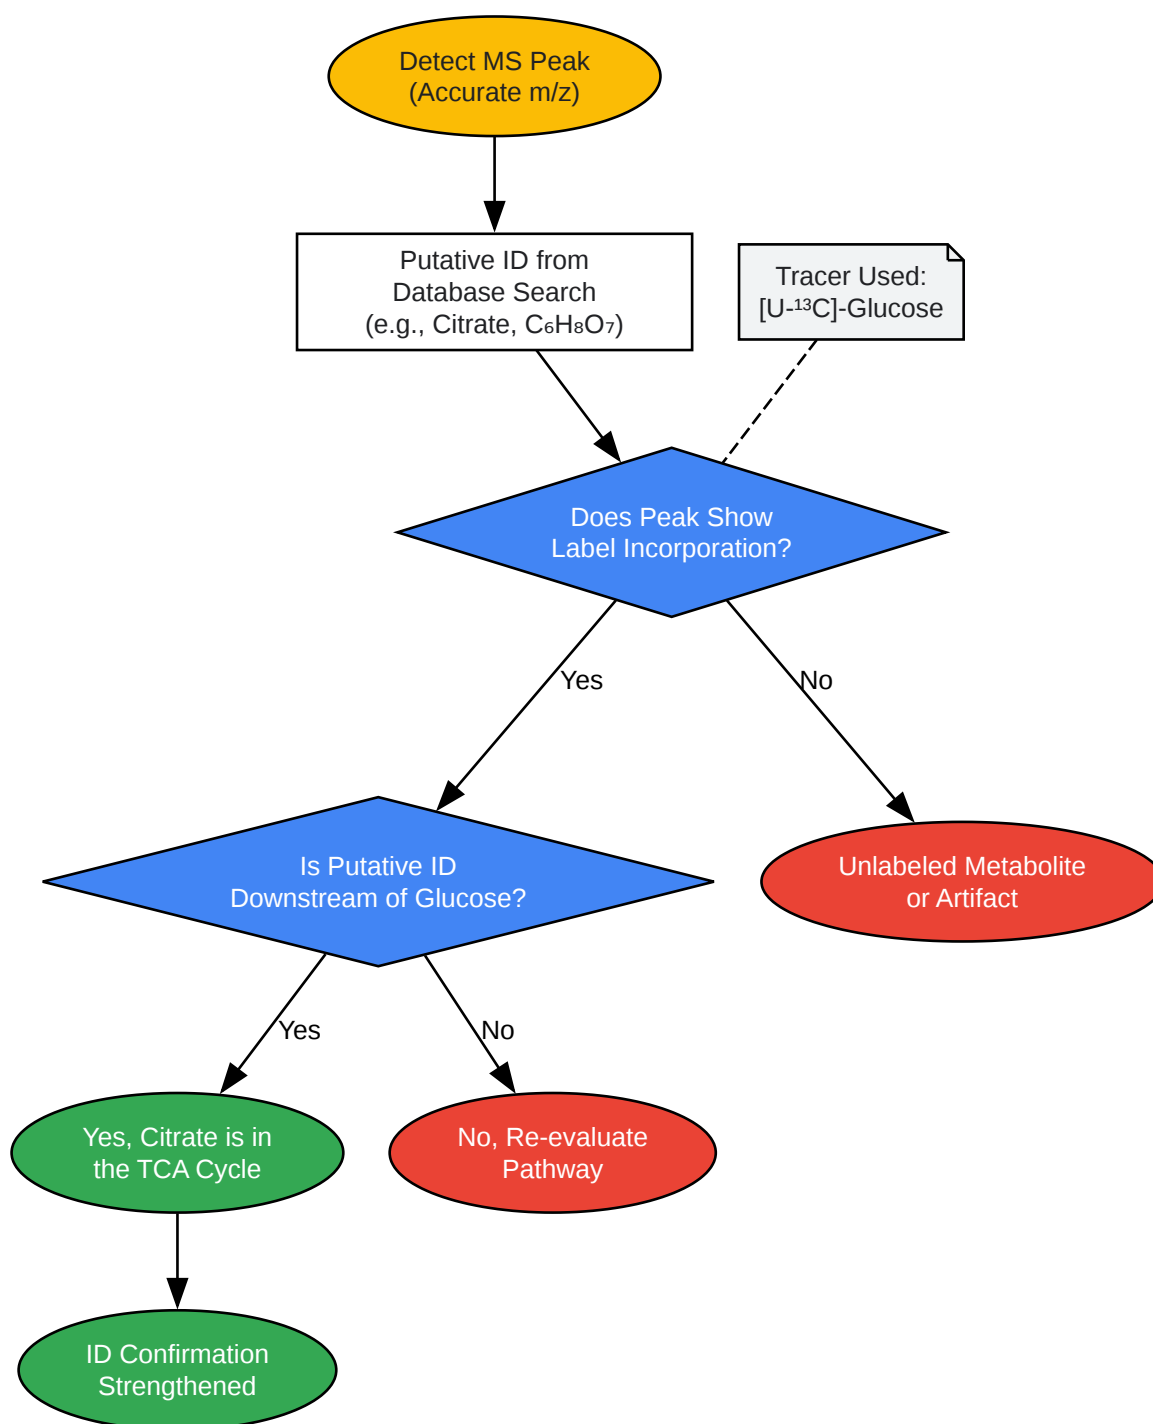 Detect MS Peak
(Accurate m/z)
Putative ID from
Database Search
(e.g., Citrate, C₆H₈O₇)
Tracer Used:
[U-¹³C]-Glucose
Does Peak Show
Label Incorporation?
Yes
No
Is Putative ID
Downstream of Glucose?
Unlabeled Metabolite
or Artifact
Yes
No
Yes, Citrate is in
the TCA Cycle
No, Re-evaluate
Pathway
ID Confirmation
Strengthened